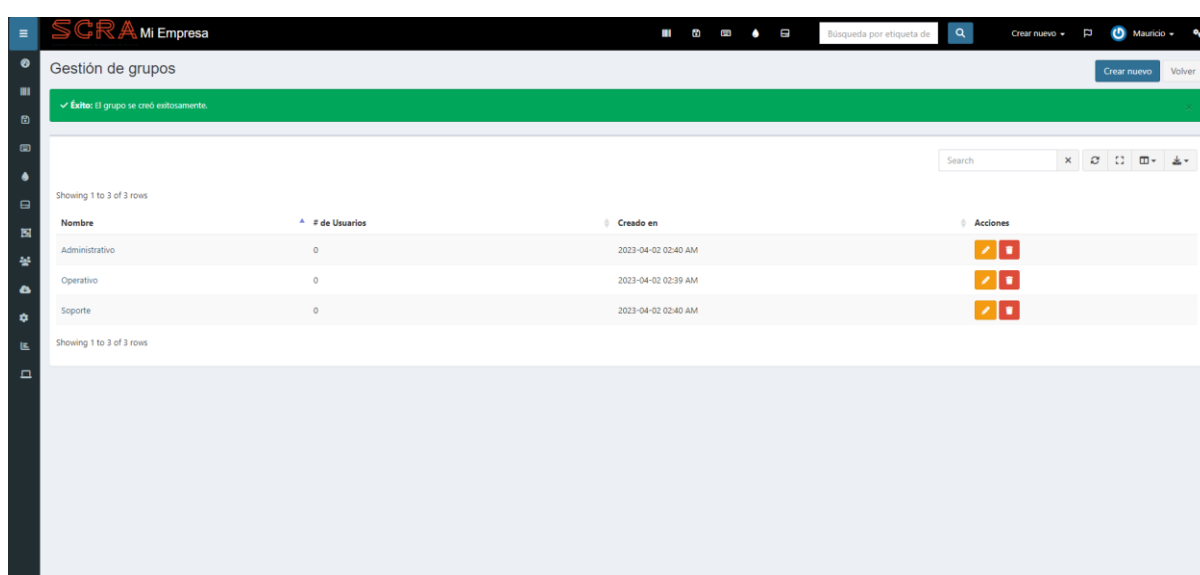 SCRA Mi Empresa
Búsqueda por etiqueta de
Crear nuevo
Mauricio
Gestión de grupos
Crear nuevo
Volver
Éxito: El grupo se creó exitosamente.
Search
Showing 1 to 3 of 3 rows
Nombre # de Usuarios Creado en Acciones
Administrativo 0 2023-04-02 02:40 AM
Operativo 0 2023-04-02 02:39 AM
Soporte 0 2023-04-02 02:40 AM
Showing 1 to 3 of 3 rows